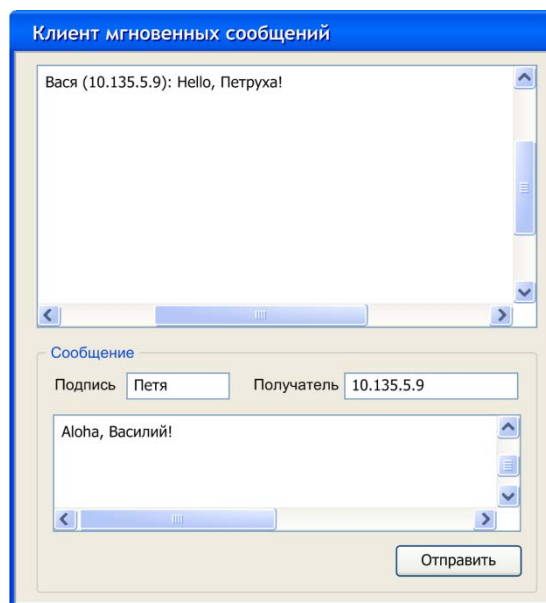 Клиент мгновенных сообщений
Вася (10.135.5.9): Hello, Петруха!
Сообщение
Подпись Петя Получатель 10.135.5.9
Aloha, Василий!
Отправить